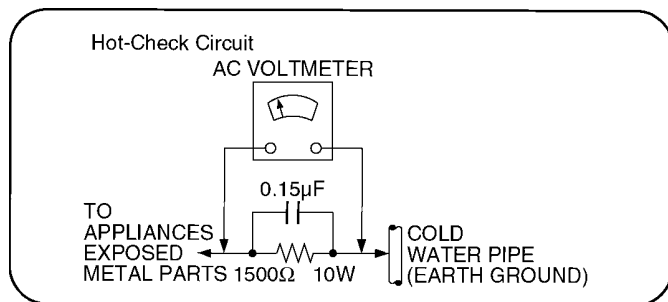 Hot-Check Circuit
AC VOLTMETER
0.15µF
TO
APPLIANCES
EXPOSED
METAL PARTS
1500Ω
10W
COLD
WATER PIPE
(EARTH GROUND)